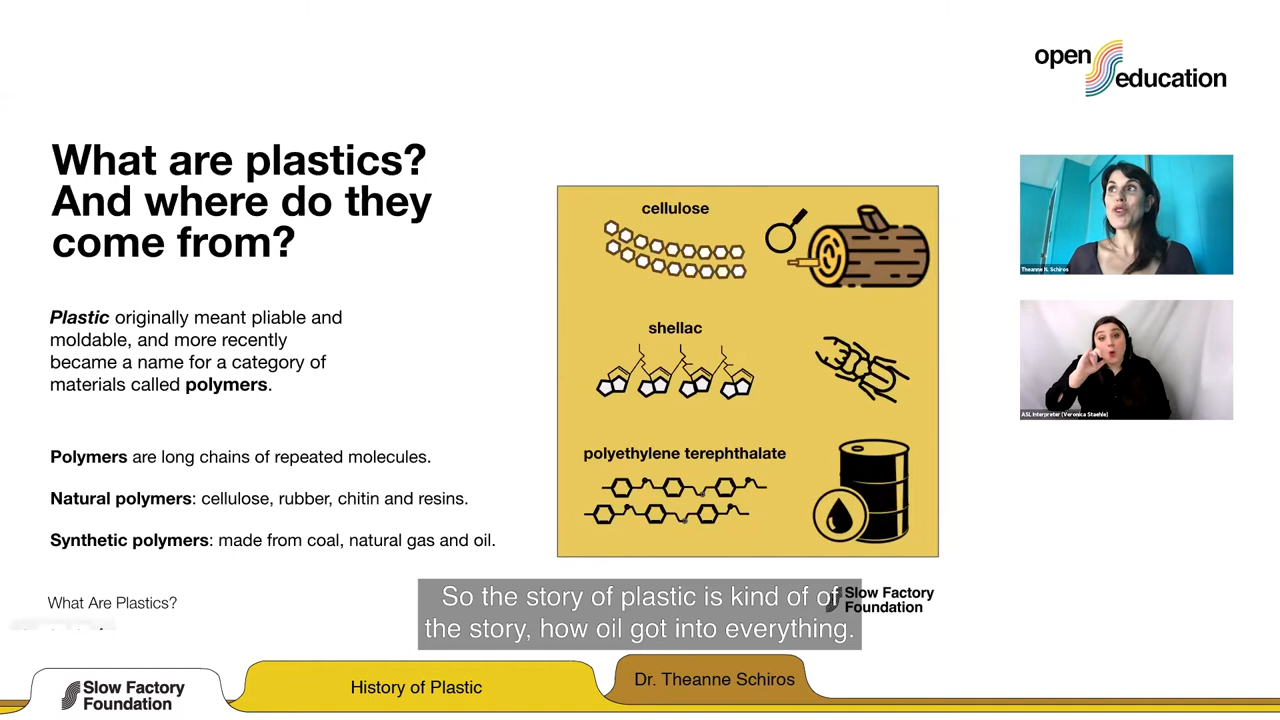 open
education
What are plastics?
And where do they
come from?
Plastic originally meant pliable and
moldable, and more recently
became a name for a category of
materials called polymers.
Polymers are long chains of repeated molecules.
Natural polymers: cellulose, rubber, chitin and resins.
Synthetic polymers: made from coal, natural gas and oil.
What Are Plastics?
cellulose
shellac
polyethylene terephthalate
Theanne N. Schiros
ASL Interpreter (Veronica Staehle)
Slow Factory
Foundation
So the story of plastic is kind of of
the story, how oil got into everything.
Slow Factory
Foundation
History of Plastic
Dr. Theanne Schiros